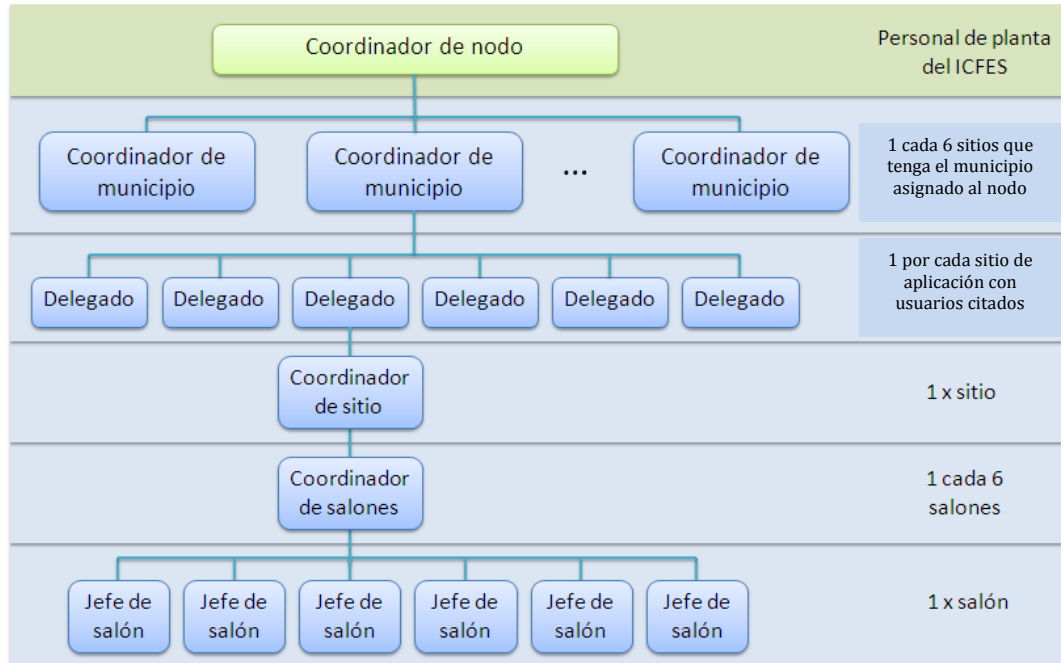 Coordinador de nodo
Personal de planta
del ICFES
Coordinador de
municipio
Coordinador de
municipio
...
Coordinador de
municipio
1 cada 6 sitios que
tenga el municipio
asignado al nodo
Delegado
Delegado
Delegado
Delegado
Delegado
Delegado
1 por cada sitio de
aplicación con
usuarios citados
Coordinador
de sitio
1 x sitio
Coordinador
de salones
1 cada 6
salones
Jefe de
salón
Jefe de
salón
Jefe de
salón
Jefe de
salón
Jefe de
salón
Jefe de
salón
1 x salón